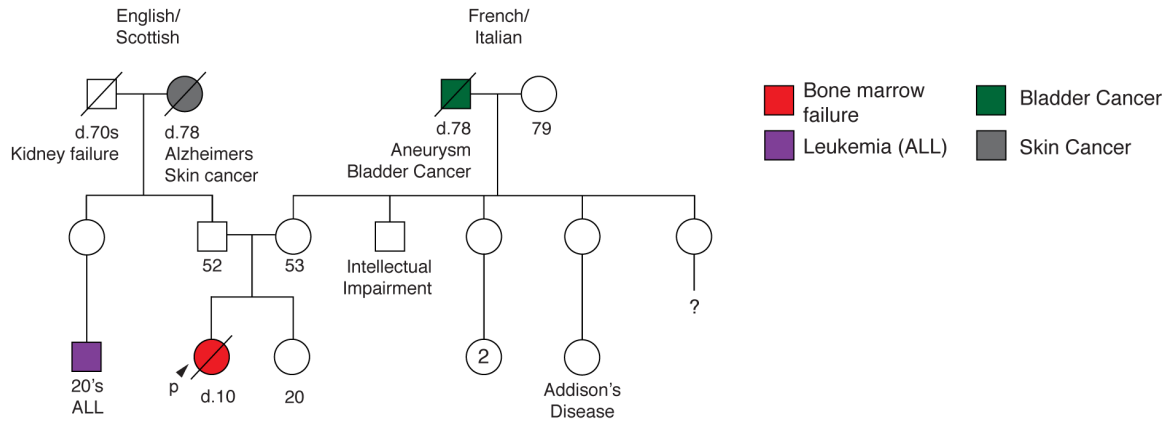 English/
Scottish
French/
Italian
d.70s
Kidney failure
d.78
Alzheimers
Skin cancer
d.78
Aneurysm
Bladder Cancer
79
Bone marrow
failure
Bladder Cancer
Leukemia (ALL)
Skin Cancer
52
53
Intellectual
Impairment
?
20's
ALL
p
d.10
20
2
Addison's
Disease